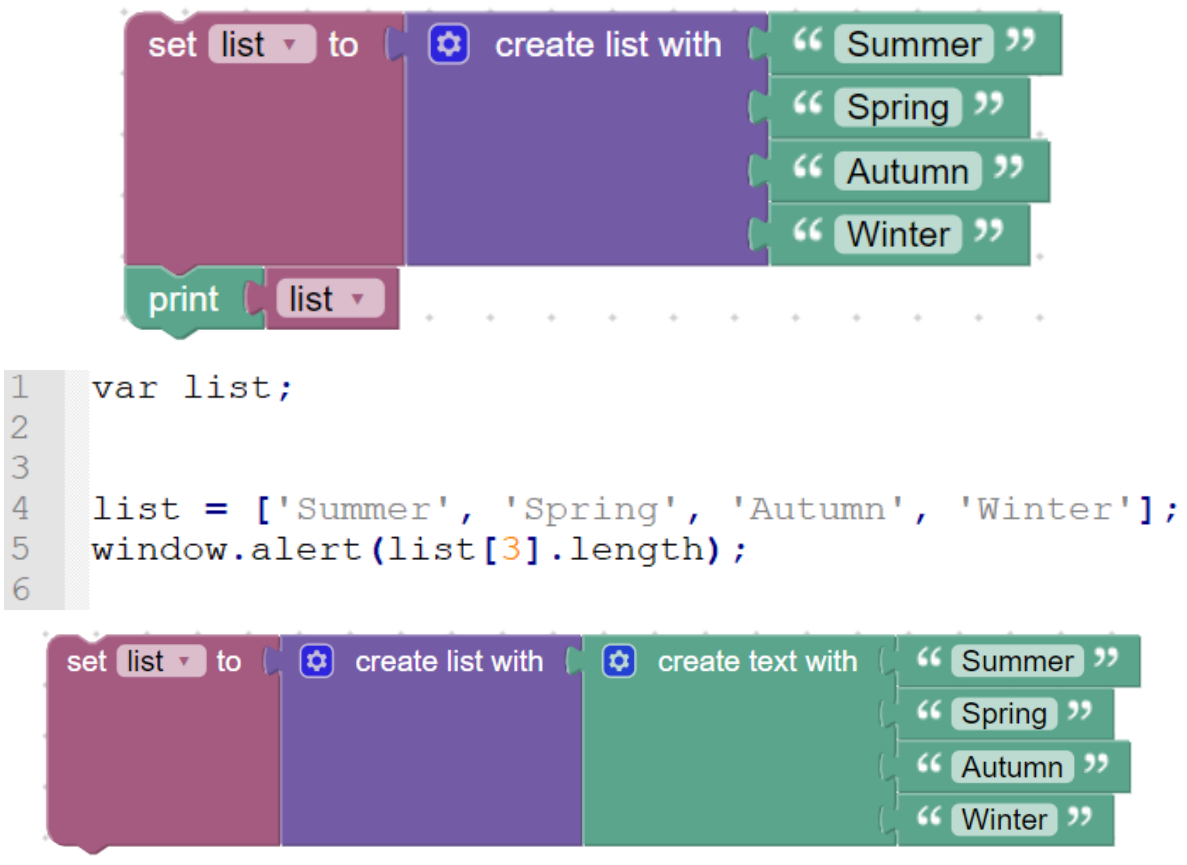 set list ▾ to create list with “ Summer ”
“ Spring ”
“ Autumn ”
“ Winter ”
print list ▾
1 var list;
2
3
4 list = ['Summer', 'Spring', 'Autumn', 'Winter'];
5 window.alert(list[3].length);
6
set list ▾ to create list with create text with “ Summer ”
“ Spring ”
“ Autumn ”
“ Winter ”